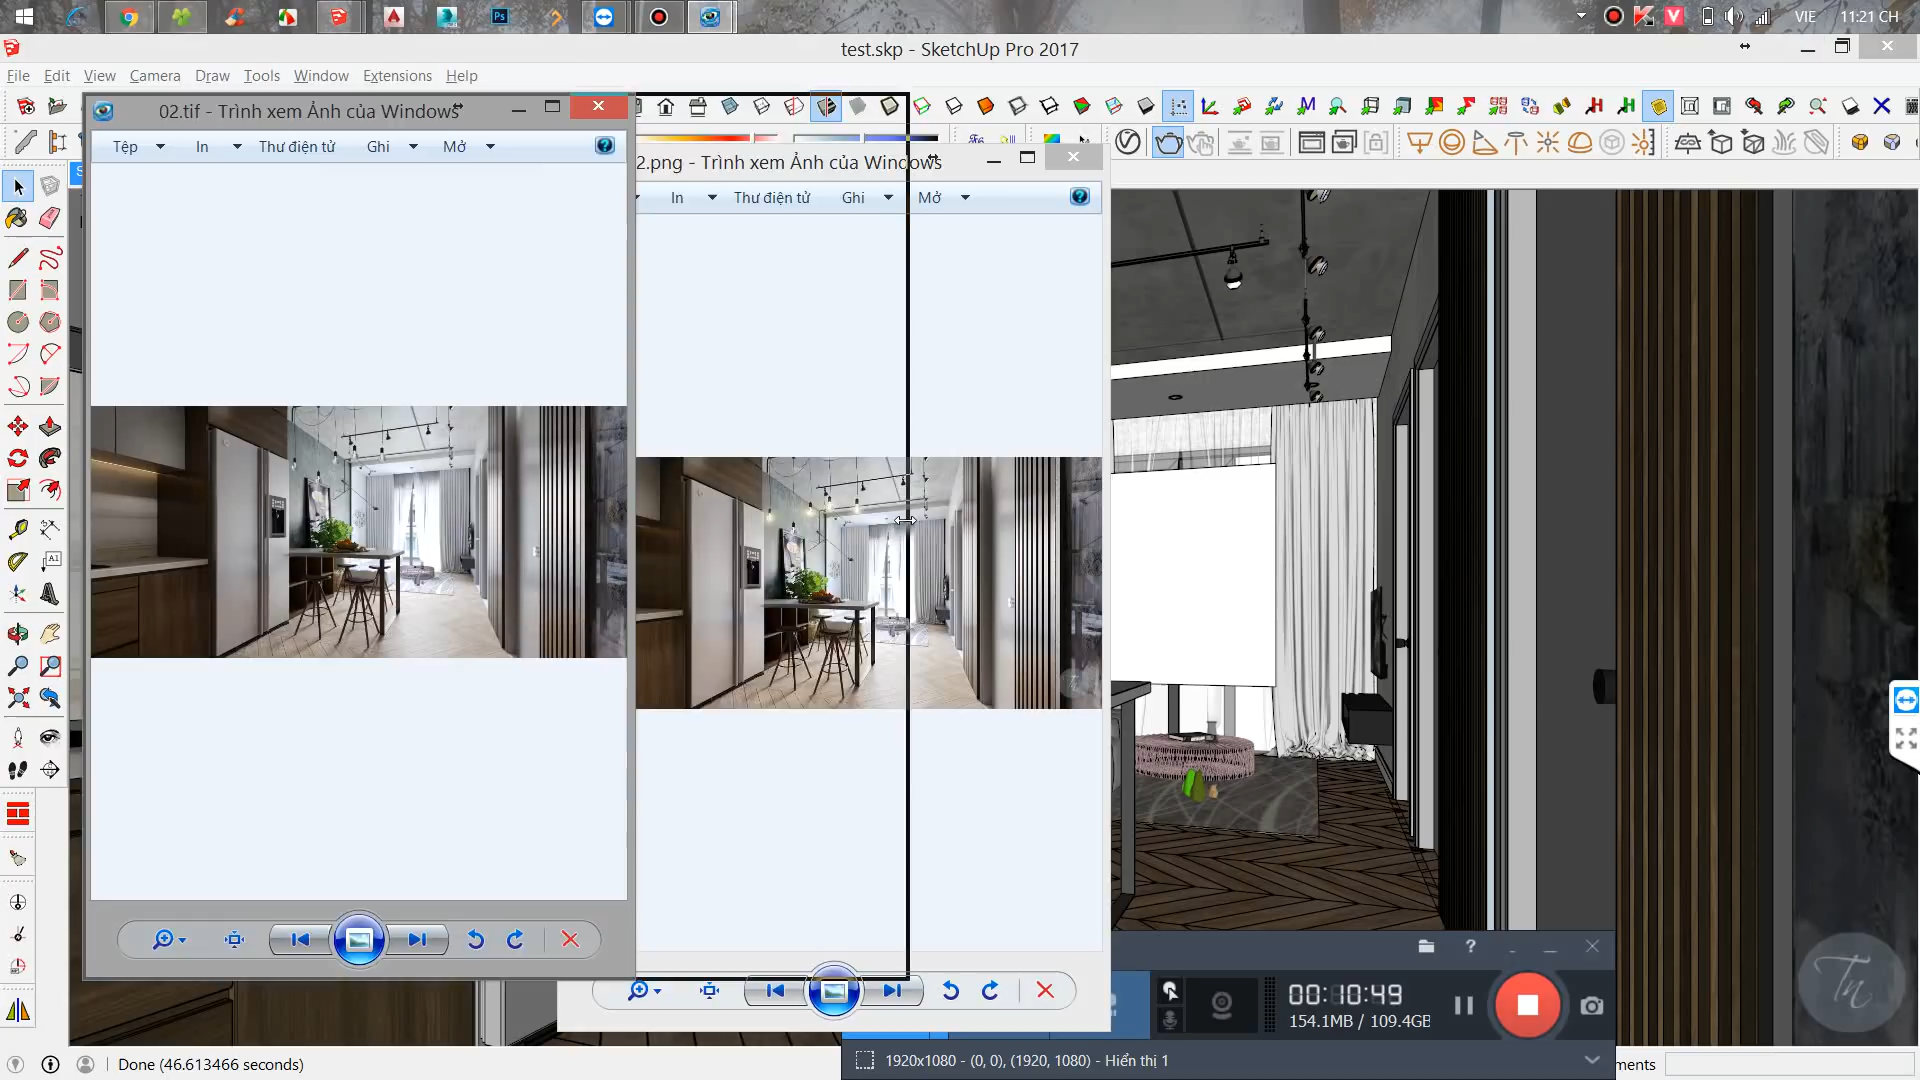 VIE
11:21 CH
test.skp - SketchUp Pro 2017
File Edit View Camera Draw Tools Window Extensions Help
02.tif - Trình xem Ảnh của Windows
Tệp In Thư điện tử Ghi Mở
2.png - Trình xem Ảnh của Windows
In Thư điện tử Ghi Mở
00:10:49
154.1MB / 109.4GB
1920x1080 - (0, 0), (1920, 1080) - Hiển thị 1
Done (46.613466 seconds)
ments
Tn